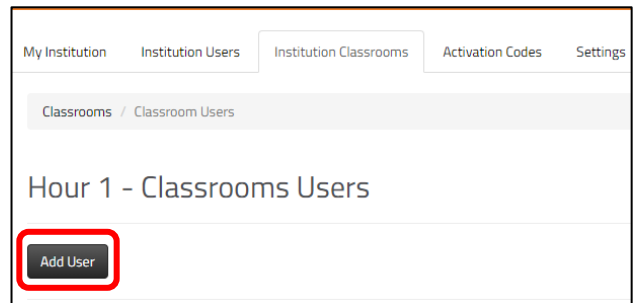 My Institution Institution Users Institution Classrooms Activation Codes Settings
Classrooms / Classroom Users
Hour 1 - Classrooms Users
Add User